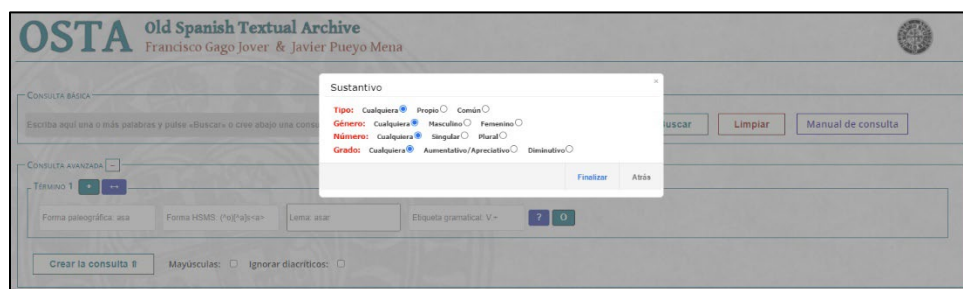 OSTA Old Spanish Textual Archive
Francisco Gago Jover & Javier Pueyo Mena
Sustantivo ×
Tipo: Cualquiera Propio Común
Género: Cualquiera Masculino Femenino
Número: Cualquiera Singular Plural
Grado: Cualquiera Aumentativo/Apreciativo Diminutivo
Finalizar Atrás
CONSULTA BÁSICA
Escriba aquí una o más palabras y pulse «Buscar» o cree abajo una
Limpiar Manual de consulta
CONSULTA AVANZADA -
TÉRMINO 1 + ↔
Forma paleográfica: asa Forma HSMS: Lema: usar Etiqueta gramatical: V.+ ? O
Crear la consulta ⇑ Mayúsculas: Ignorar diacríticos: